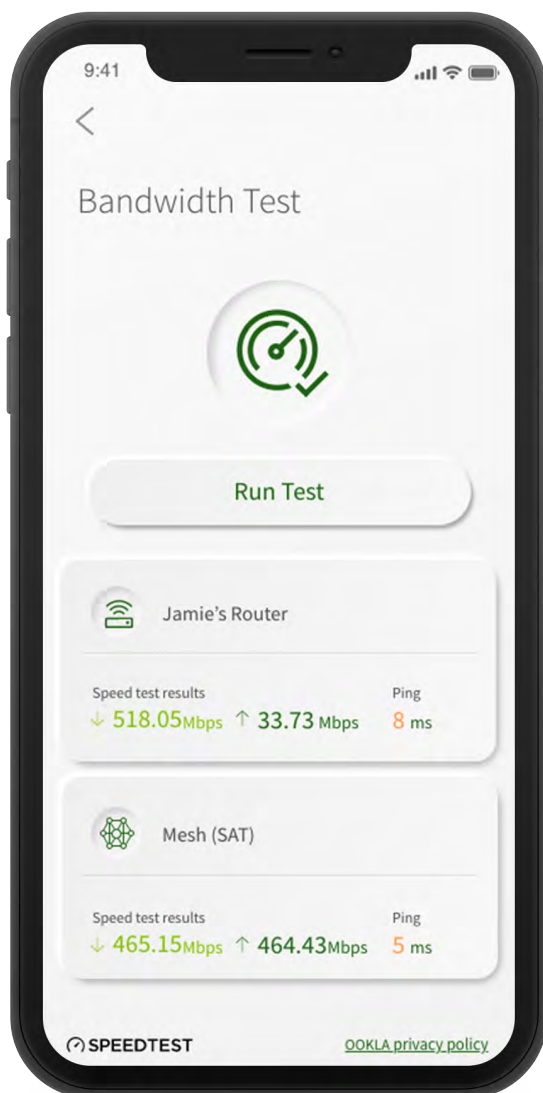 9:41
Bandwidth Test
Run Test
Jamie's Router
Speed test results Ping
↓ 518.05Mbps ↑ 33.73 Mbps 8 ms
Mesh (SAT)
Speed test results Ping
↓ 465.15Mbps ↑ 464.43Mbps 5 ms
SPEEDTEST OOKLA privacy policy